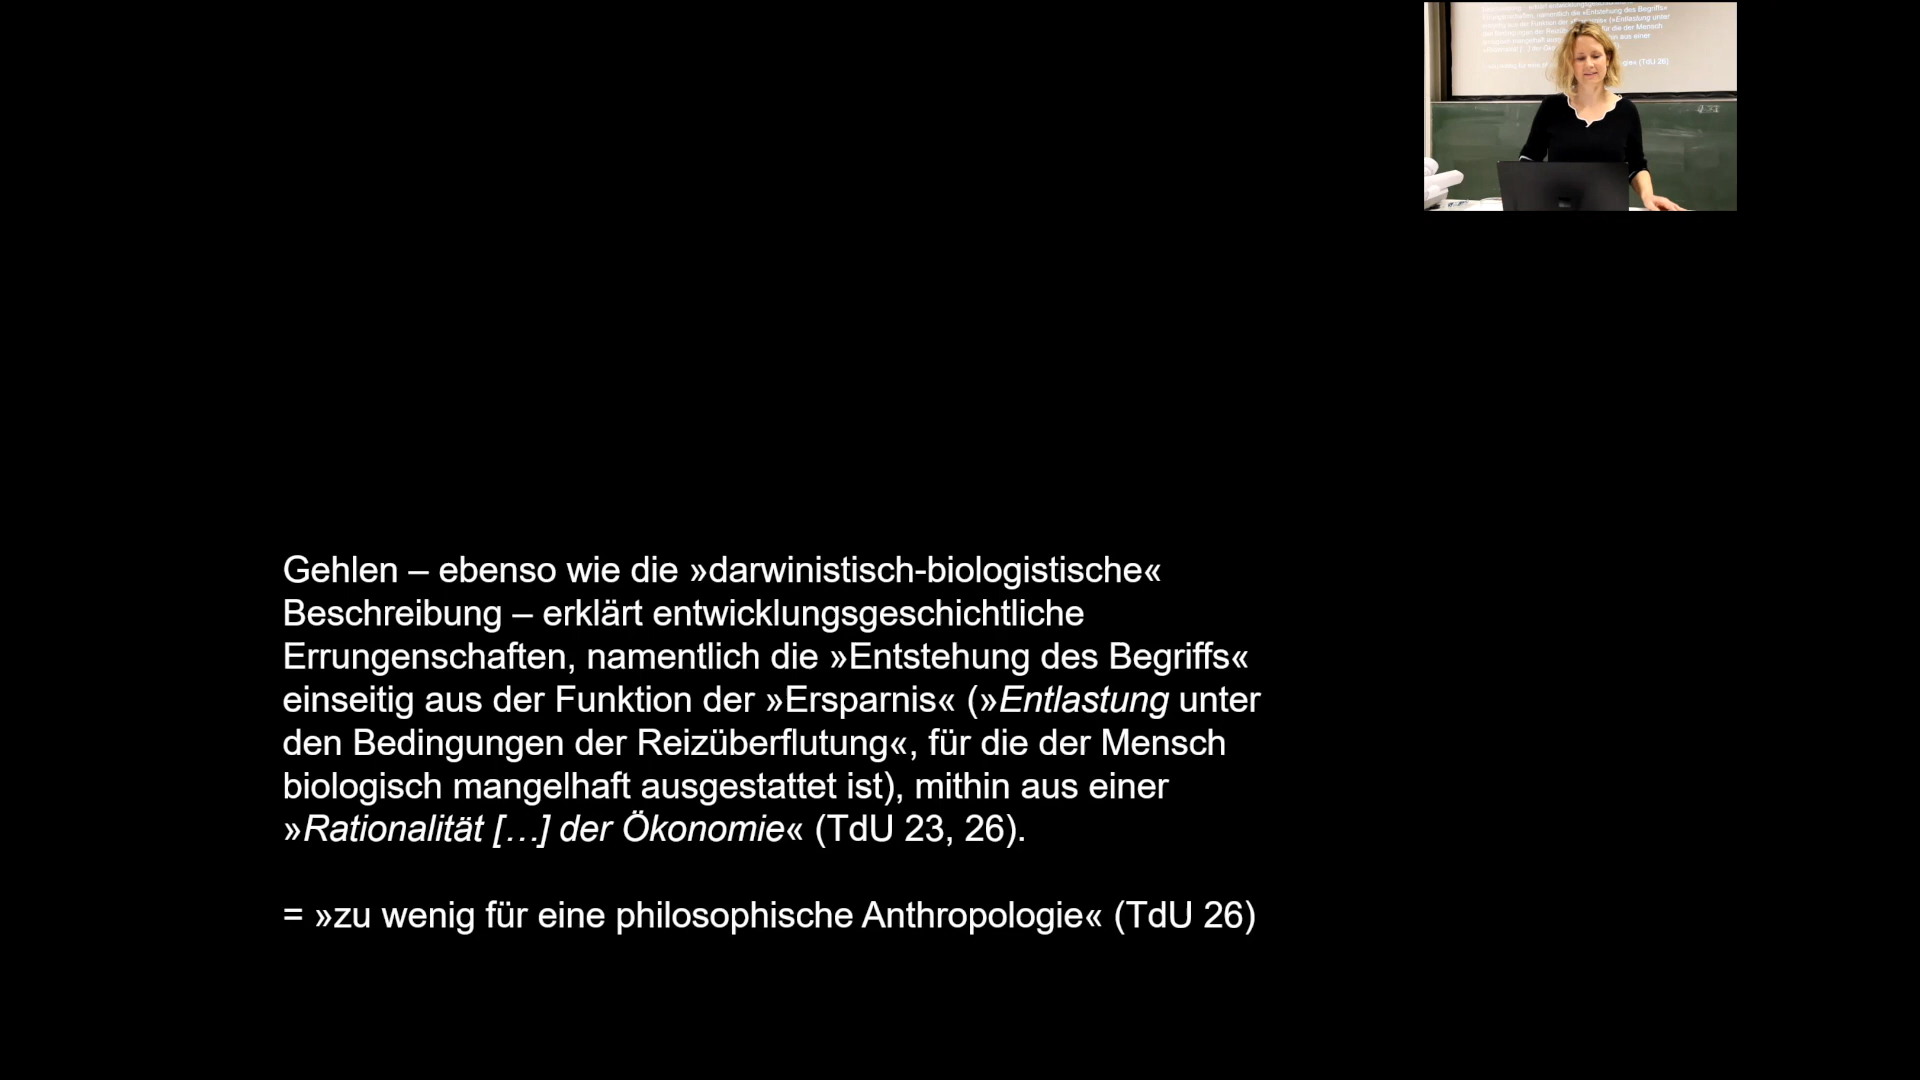 Gehlen – ebenso wie die »darwinistisch-biologistische«
Beschreibung – erklärt entwicklungsgeschichtliche
Errungenschaften, namentlich die »Entstehung des Begriffs«
einseitig aus der Funktion der »Ersparnis« (»Entlastung unter
den Bedingungen der Reizüberflutung«, für die der Mensch
biologisch mangelhaft ausgestattet ist), mithin aus einer
»Rationalität […] der Ökonomie« (TdU 23, 26).
= »zu wenig für eine philosophische Anthropologie« (TdU 26)